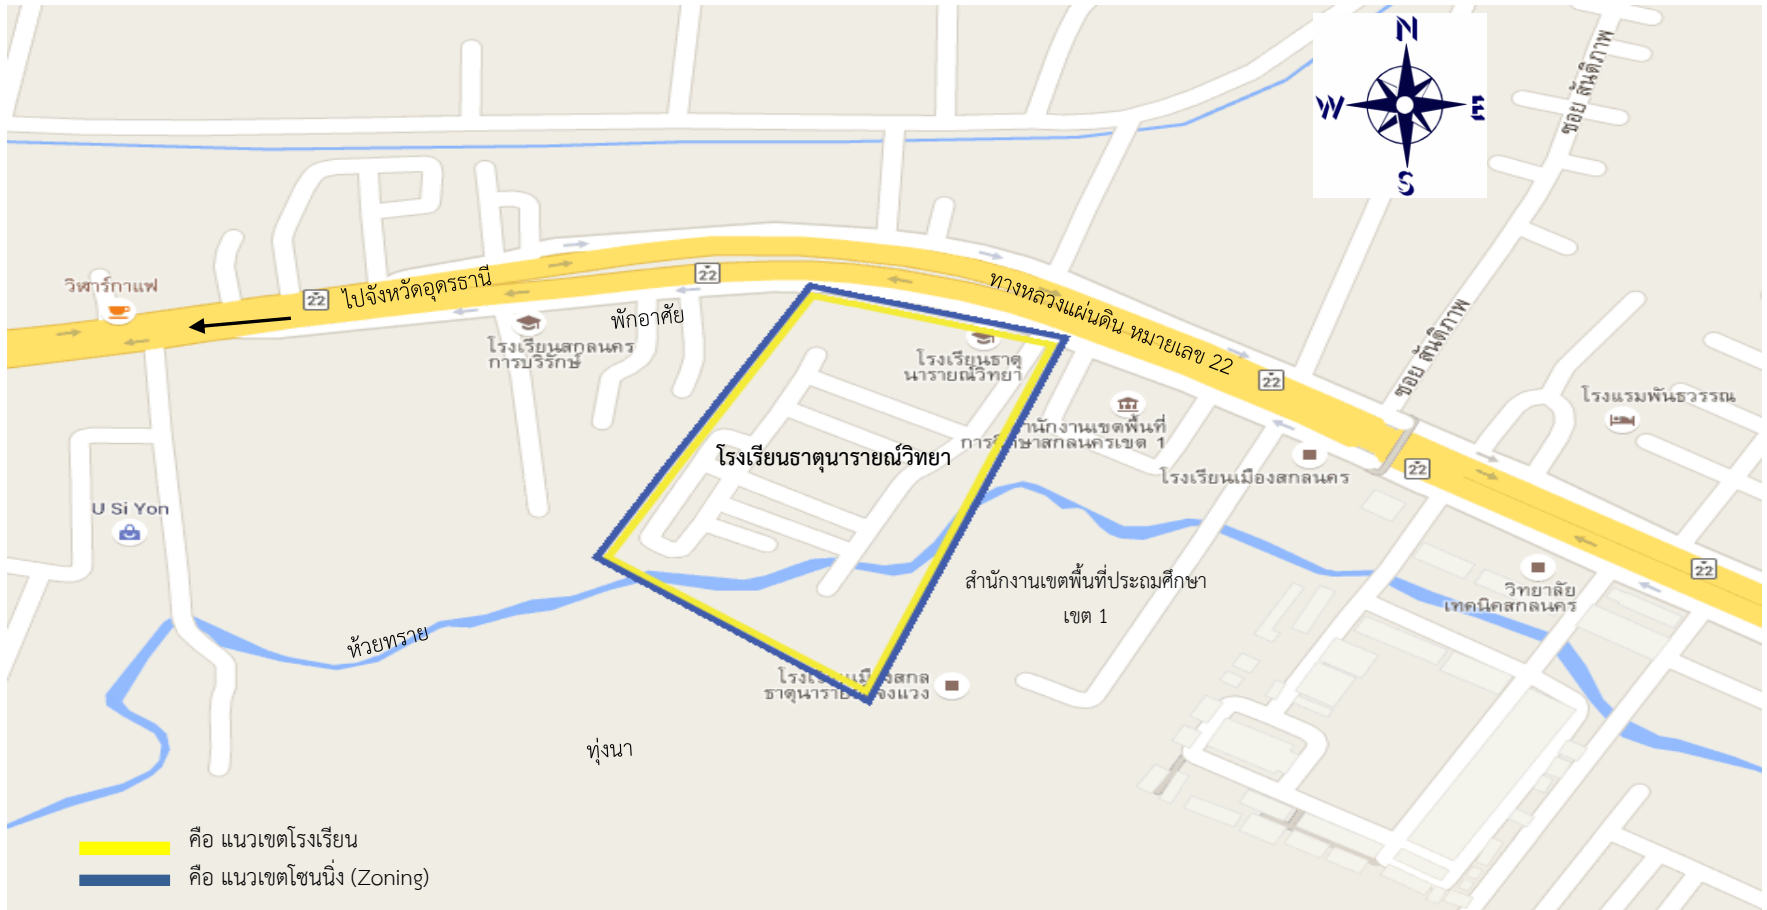 N
W
E
S
ซอย สันติภาพ
วิฬาร์กาแฟ
22
ไปจังหวัดอุดรธานี
22
ทางหลวงแผ่นดิน หมายเลข 22
พักอาศัย
โรงเรียนสกลนคร
การบริรักษ์
โรงเรียนธาตุ
นารายณ์วิทยา
22
ซอย สันติภาพ
โรงแรมพันธวรรณ
การศึกษาสกลนครเขต 1
โรงเรียนธาตุนารายณ์วิทยา
โรงเรียนเมืองสกลนคร
22
U Si Yon
สำนักงานเขตพื้นที่ประถมศึกษา
เขต 1
22
วิทยาลัย
เทคนิคสกลนคร
ห้วยทราย
ทุ่งนา
คือ แนวเขตโรงเรียน
คือ แนวเขตโซนนิ่ง (Zoning)